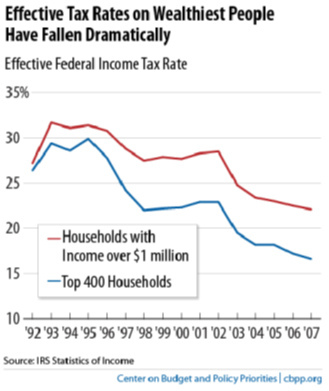 Effective Tax Rates on Wealthiest People
Have Fallen Dramatically
Effective Federal Income Tax Rate
35%
30
25
20
15
10
Households with
Income over $1 million
Top 400 Households
'92 '93 '94 '95 '96 '97 '98 '99 '00 '01 '02 '03 '04 '05 '06 '07
Source: IRS Statistics of Income
Center on Budget and Policy Priorities | cbpp.org